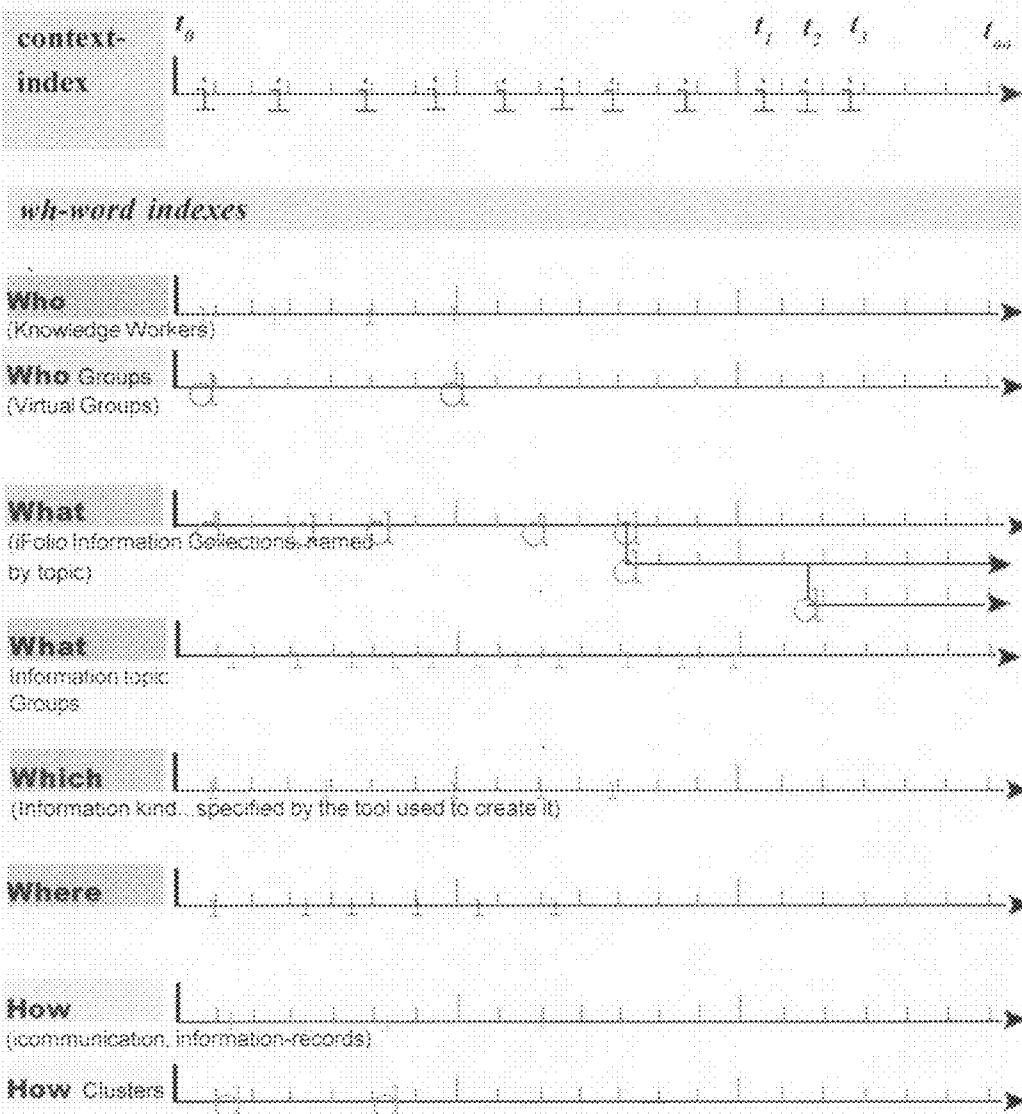 t₀ t₁ t₂ t₃ t∞
context-
index
i i i i i i i i i i i
wh-word indexes
Who
(Knowledge Workers)
Who Groups
(Virtual Groups)
a a
What
(iFolio Information Collections, named
by topic)
a a a a
a
a
What
Information topic
Groups
Which
(Information kind...specified by the tool used to create it)
Where
How
(icommunication, information-records)
How Clusters